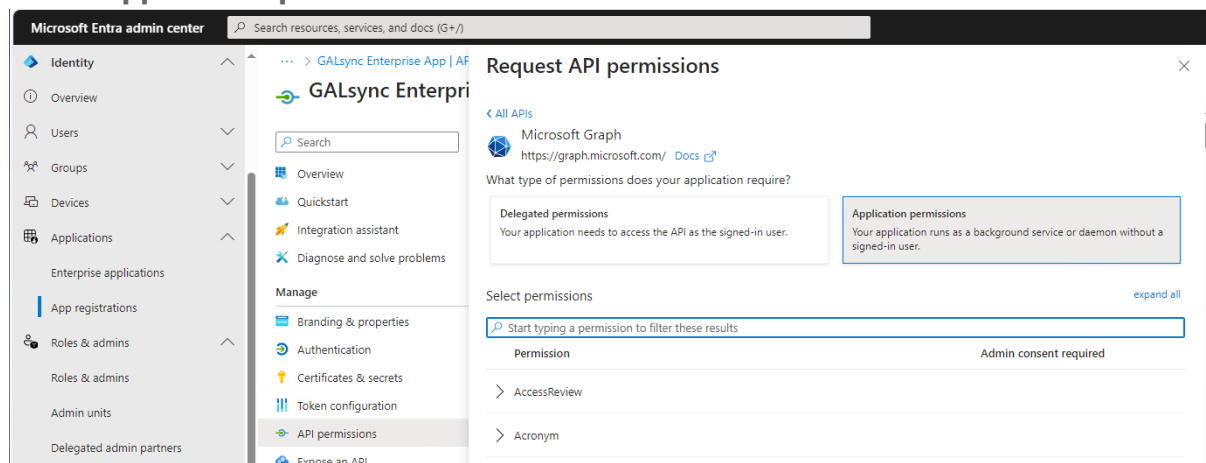 Microsoft Entra admin center
Search resources, services, and docs (G+/)
Identity
Overview
Users
Groups
Devices
Applications
Enterprise applications
App registrations
Roles & admins
Roles & admins
Admin units
Delegated admin partners
··· > GALsync Enterprise App | AP
GALsync Enterpri
Search
Overview
Quickstart
Integration assistant
Diagnose and solve problems
Manage
Branding & properties
Authentication
Certificates & secrets
Token configuration
API permissions
Expose an API
Request API permissions
All APIs
Microsoft Graph
https://graph.microsoft.com/ Docs
What type of permissions does your application require?
Delegated permissions
Your application needs to access the API as the signed-in user.
Application permissions
Your application runs as a background service or daemon without a
signed-in user.
Select permissions
expand all
Start typing a permission to filter these results
Permission
Admin consent required
AccessReview
Acronym